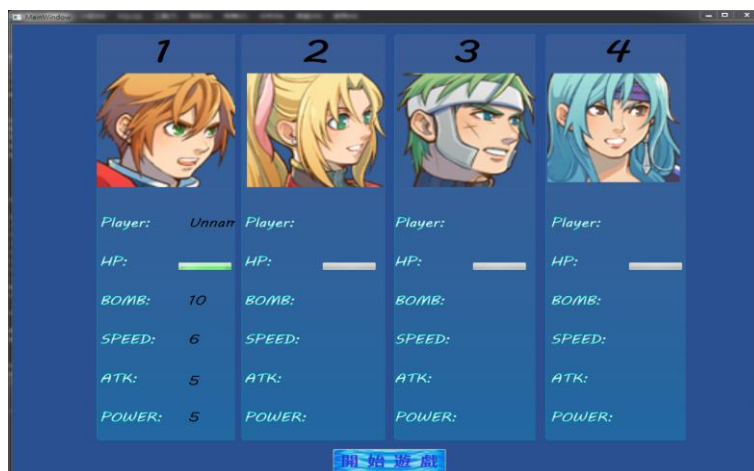 MainWindow
1 2 3 4
Player: Unnam Player: Player: Player:
HP: HP: HP: HP:
BOMB: 10 BOMB: BOMB: BOMB:
SPEED: 6 SPEED: SPEED: SPEED:
ATK: 5 ATK: ATK: ATK:
POWER: 5 POWER: POWER: POWER:
開始遊戲